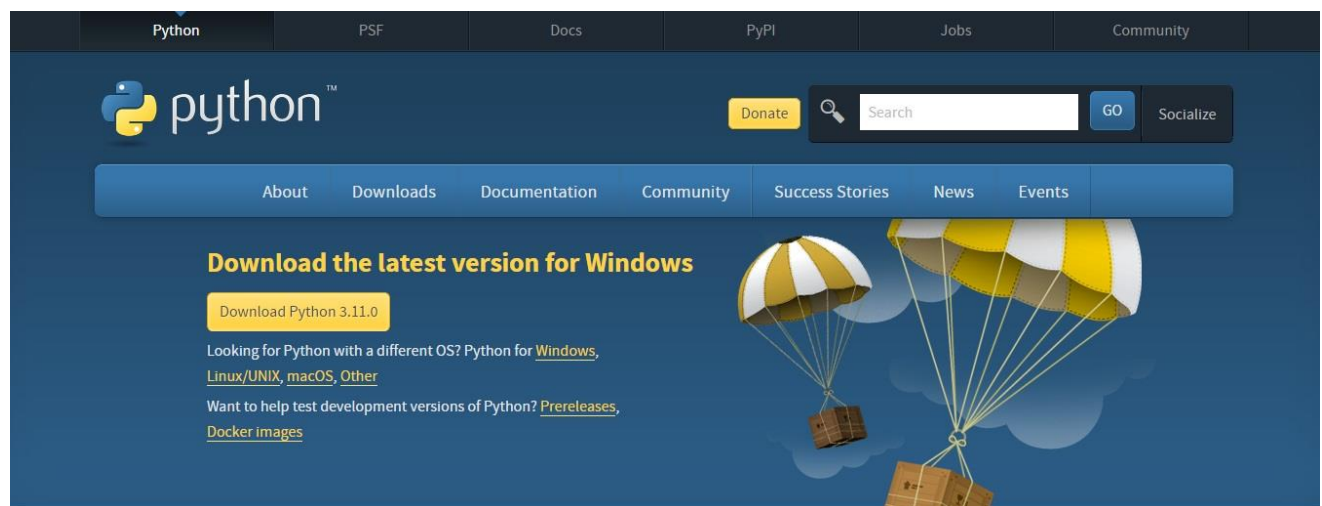 Python PSF Docs PyPI Jobs Community
python™ Donate Search GO Socialize
About Downloads Documentation Community Success Stories News Events
Download the latest version for Windows
Download Python 3.11.0
Looking for Python with a different OS? Python for Windows,
Linux/UNIX, macOS, Other
Want to help test development versions of Python? Prereleases,
Docker images